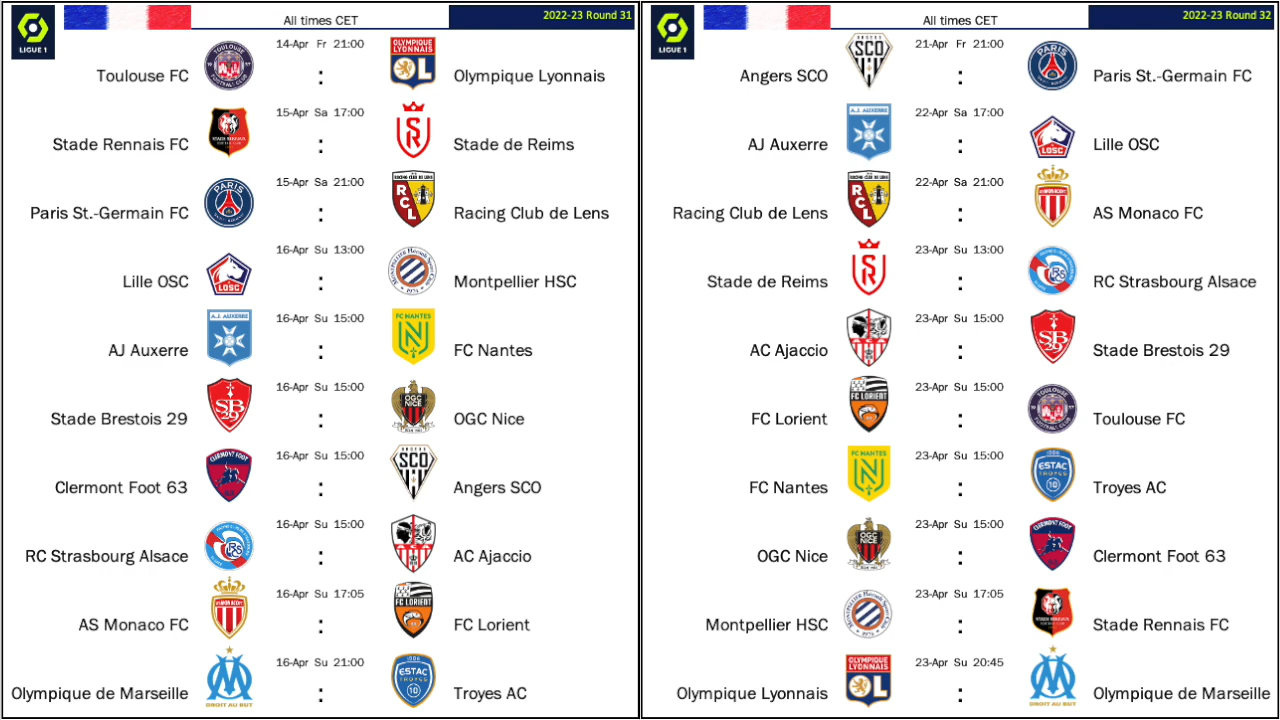 LIGUE 1
All times CET
2022-23 Round 31
14-Apr Fr 21:00
Toulouse FC : Olympique Lyonnais
15-Apr Sa 17:00
Stade Rennais FC : Stade de Reims
15-Apr Sa 21:00
Paris St.-Germain FC : Racing Club de Lens
16-Apr Su 13:00
Lille OSC : Montpellier HSC
16-Apr Su 15:00
AJ Auxerre : FC Nantes
16-Apr Su 15:00
Stade Brestois 29 : OGC Nice
16-Apr Su 15:00
Clermont Foot 63 : Angers SCO
16-Apr Su 15:00
RC Strasbourg Alsace : AC Ajaccio
16-Apr Su 17:05
AS Monaco FC : FC Lorient
16-Apr Su 21:00
Olympique de Marseille : Troyes AC
LIGUE 1
All times CET
2022-23 Round 32
21-Apr Fr 21:00
Angers SCO : Paris St.-Germain FC
22-Apr Sa 17:00
AJ Auxerre : Lille OSC
22-Apr Sa 21:00
Racing Club de Lens : AS Monaco FC
23-Apr Su 13:00
Stade de Reims : RC Strasbourg Alsace
23-Apr Su 15:00
AC Ajaccio : Stade Brestois 29
23-Apr Su 15:00
FC Lorient : Toulouse FC
23-Apr Su 15:00
FC Nantes : Troyes AC
23-Apr Su 15:00
OGC Nice : Clermont Foot 63
23-Apr Su 17:05
Montpellier HSC : Stade Rennais FC
23-Apr Su 20:45
Olympique Lyonnais : Olympique de Marseille